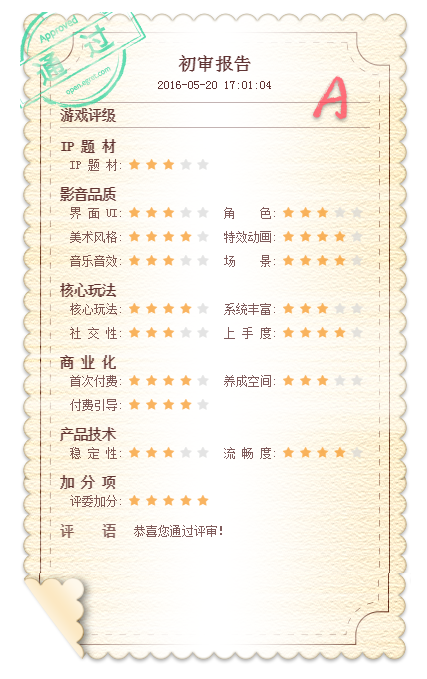 Approved
通过
open.egret.com
初审报告
2016-05-20 17:01:04
A
游戏评级
IP 题 材
IP 题 材:
影音品质
界 面 UI: 角 色:
美术风格: 特效动画:
音乐音效: 场 景:
核心玩法
核心玩法: 系统丰富:
社 交 性: 上 手 度:
商 业 化
首次付费: 养成空间:
付费引导:
产品技术
稳 定 性: 流 畅 度:
加 分 项
评委加分:
评 语 恭喜您通过评审!